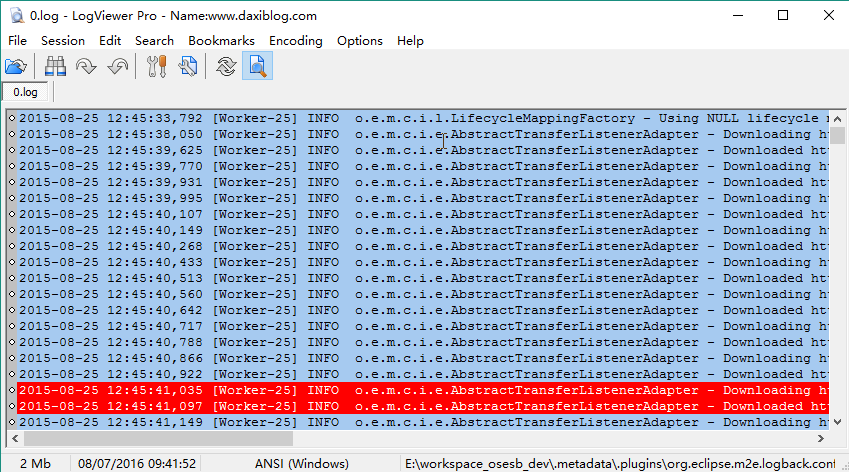 0.log - LogViewer Pro - Name:www.daxiblog.com
File Session Edit Search Bookmarks Encoding Options Help
0.log
2015-08-25 12:45:33,792 [Worker-25] INFO o.e.m.c.i.l.LifecycleMappingFactory - Using NULL lifecycle
2015-08-25 12:45:38,050 [Worker-25] INFO o.e.m.c.i.e.AbstractTransferListenerAdapter - Downloading ht
2015-08-25 12:45:39,625 [Worker-25] INFO o.e.m.c.i.e.AbstractTransferListenerAdapter - Downloaded htt
2015-08-25 12:45:39,770 [Worker-25] INFO o.e.m.c.i.e.AbstractTransferListenerAdapter - Downloading ht
2015-08-25 12:45:39,931 [Worker-25] INFO o.e.m.c.i.e.AbstractTransferListenerAdapter - Downloaded htt
2015-08-25 12:45:39,995 [Worker-25] INFO o.e.m.c.i.e.AbstractTransferListenerAdapter - Downloading ht
2015-08-25 12:45:40,107 [Worker-25] INFO o.e.m.c.i.e.AbstractTransferListenerAdapter - Downloaded htt
2015-08-25 12:45:40,149 [Worker-25] INFO o.e.m.c.i.e.AbstractTransferListenerAdapter - Downloading ht
2015-08-25 12:45:40,268 [Worker-25] INFO o.e.m.c.i.e.AbstractTransferListenerAdapter - Downloaded htt
2015-08-25 12:45:40,433 [Worker-25] INFO o.e.m.c.i.e.AbstractTransferListenerAdapter - Downloading ht
2015-08-25 12:45:40,513 [Worker-25] INFO o.e.m.c.i.e.AbstractTransferListenerAdapter - Downloaded htt
2015-08-25 12:45:40,560 [Worker-25] INFO o.e.m.c.i.e.AbstractTransferListenerAdapter - Downloading ht
2015-08-25 12:45:40,642 [Worker-25] INFO o.e.m.c.i.e.AbstractTransferListenerAdapter - Downloaded htt
2015-08-25 12:45:40,717 [Worker-25] INFO o.e.m.c.i.e.AbstractTransferListenerAdapter - Downloading ht
2015-08-25 12:45:40,788 [Worker-25] INFO o.e.m.c.i.e.AbstractTransferListenerAdapter - Downloaded htt
2015-08-25 12:45:40,866 [Worker-25] INFO o.e.m.c.i.e.AbstractTransferListenerAdapter - Downloading ht
2015-08-25 12:45:40,922 [Worker-25] INFO o.e.m.c.i.e.AbstractTransferListenerAdapter - Downloaded htt
2015-08-25 12:45:41,035 [Worker-25] INFO o.e.m.c.i.e.AbstractTransferListenerAdapter - Downloading ht
2015-08-25 12:45:41,097 [Worker-25] INFO o.e.m.c.i.e.AbstractTransferListenerAdapter - Downloaded htt
2015-08-25 12:45:41,149 [Worker-25] INFO o.e.m.c.i.e.AbstractTransferListenerAdapter - Downloading ht
2 Mb 08/07/2016 09:41:52 ANSI (Windows) E:\workspace_osesb_dev\.metadata\.plugins\org.eclipse.m2e.logback.conf